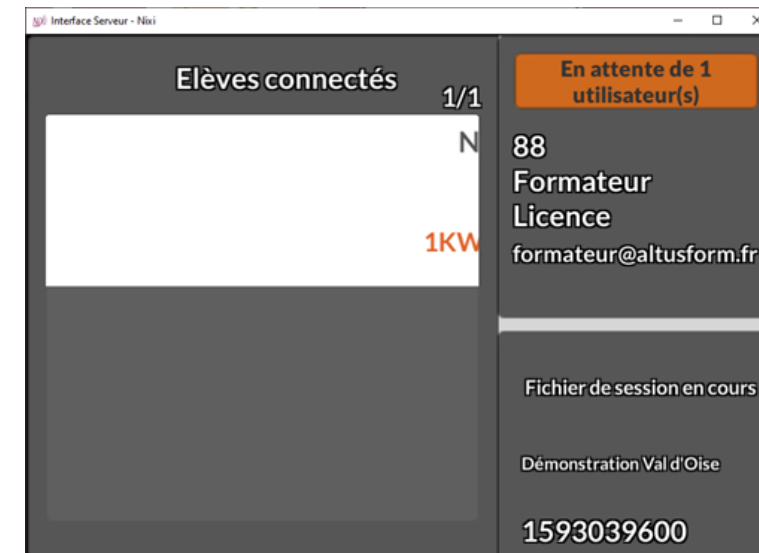 Interface Serveur - Nixi
Elèves connectés
1/1
N
1KW
En attente de 1
utilisateur(s)
88
Formateur
Licence
formateur@altusform.fr
Fichier de session en cours
Démonstration Val d'Oise
1593039600